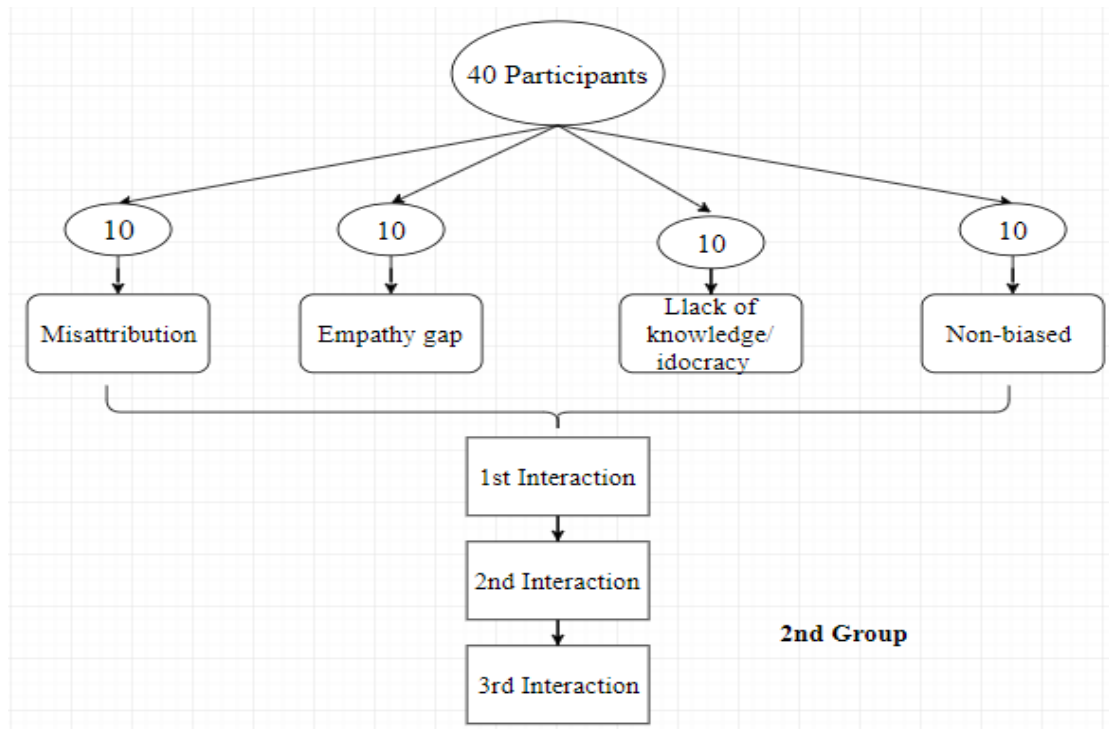 40 Participants
10
10
10
10
Misattribution
Empathy gap
Llack of
knowledge/
idocracy
Non-biased
1st Interaction
2nd Interaction
2nd Group
3rd Interaction